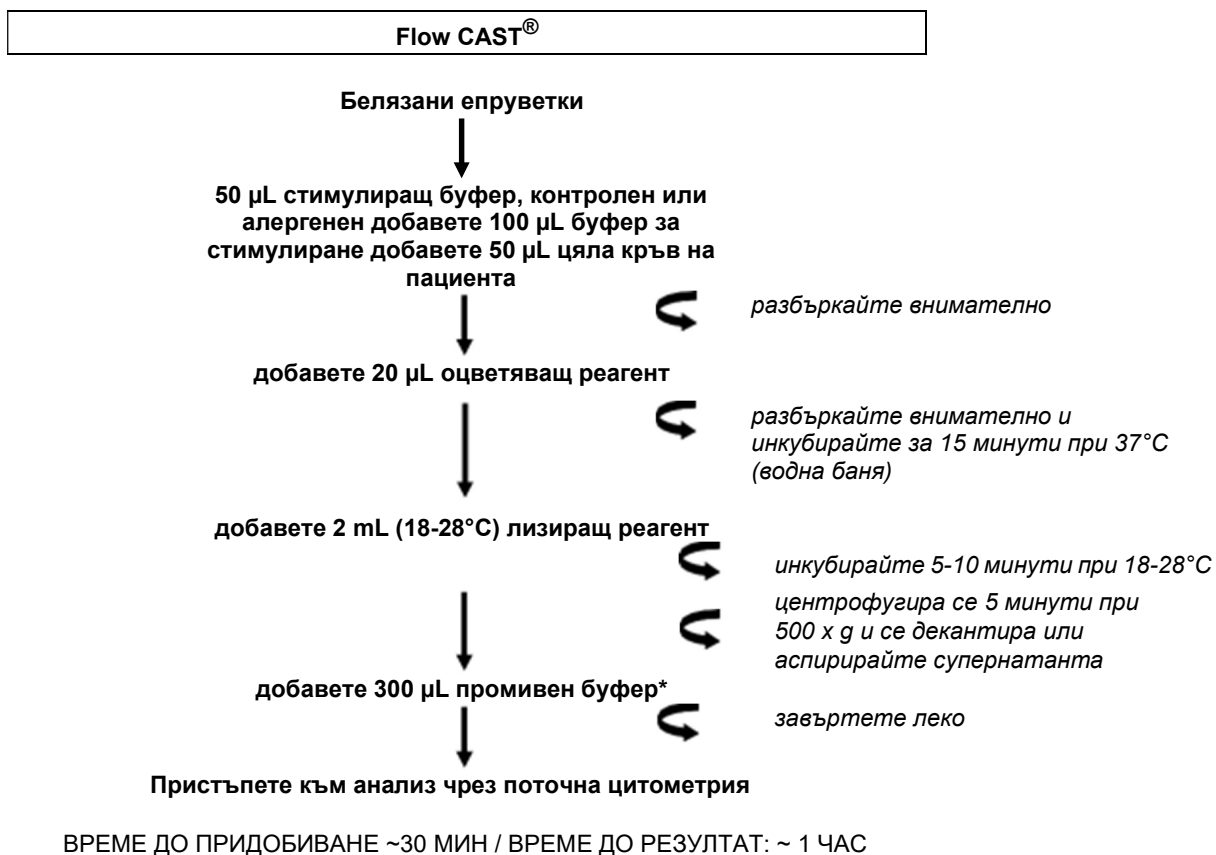 Flow CAST®
Белязани епруветки
50 µL стимулиращ буфер, контролен или
алергенен добавете 100 µL буфер за
стимулиране добавете 50 µL цяла кръв на
пациента
разбъркайте внимателно
добавете 20 µL оцветяващ реагент
разбъркайте внимателно и
инкубирайте за 15 минути при 37°C
(водна баня)
добавете 2 mL (18-28°C) лизиращ реагент
инкубирайте 5-10 минути при 18-28°C
центрофугира се 5 минути при
500 x g и се декантира или
аспирирайте супернатанта
добавете 300 µL промивен буфер*
завъртете леко
Пристъпете към анализ чрез поточна цитометрия
ВРЕМЕ ДО ПРИДОБИВАНЕ ~30 МИН / ВРЕМЕ ДО РЕЗУЛТАТ: ~ 1 ЧАС